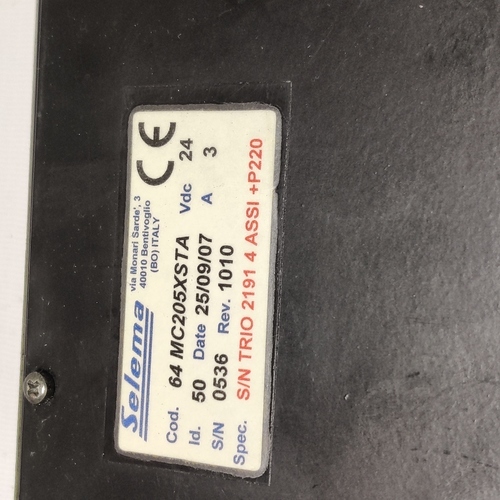 Selema
via Monari Sarde', 3
40010 Bentivoglio
(BO) ITALY
CE
Cod. 64 MC205XSTA Vdc 24
Id. 50 Date 25/09/07 A 3
S/N 0536 Rev. 1010
Spec. S/N TRIO 2191 4 ASSI +P220